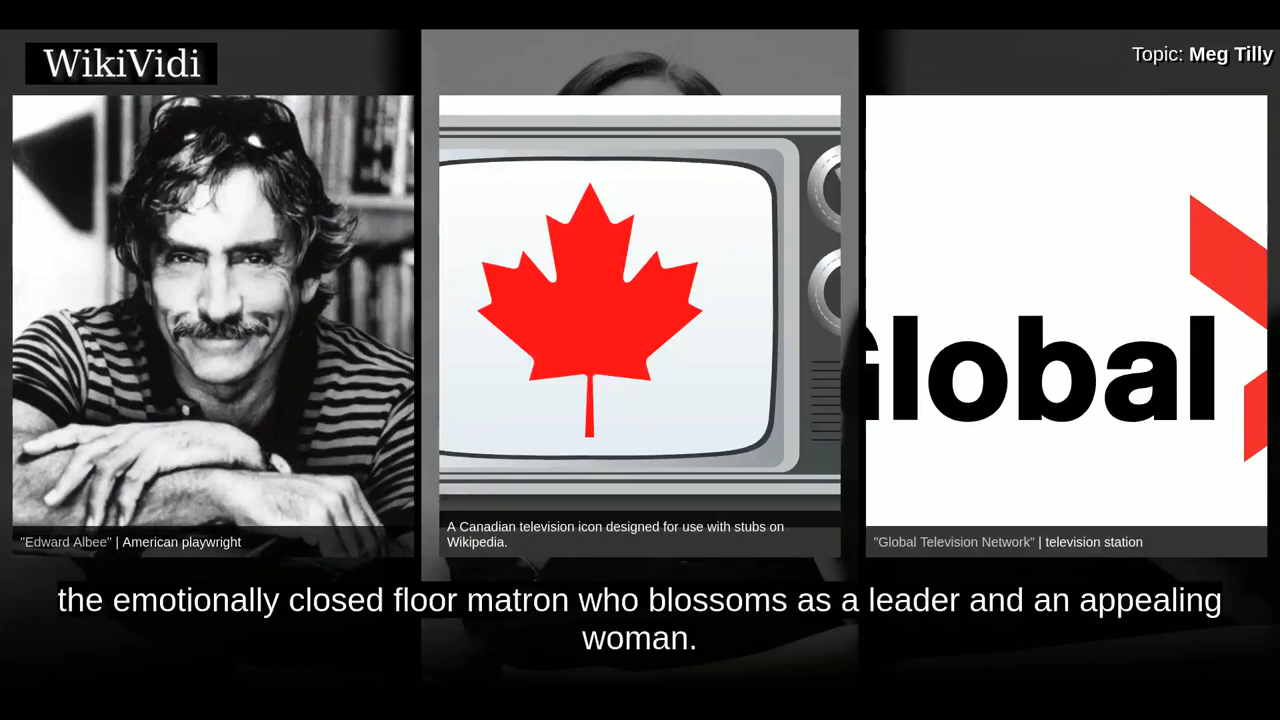 WikiVidi
Topic: Meg Tilly
Global
"Edward Albee" | American playwright
A Canadian television icon designed for use with stubs on
Wikipedia.
"Global Television Network" | television station
the emotionally closed floor matron who blossoms as a leader and an appealing
woman.